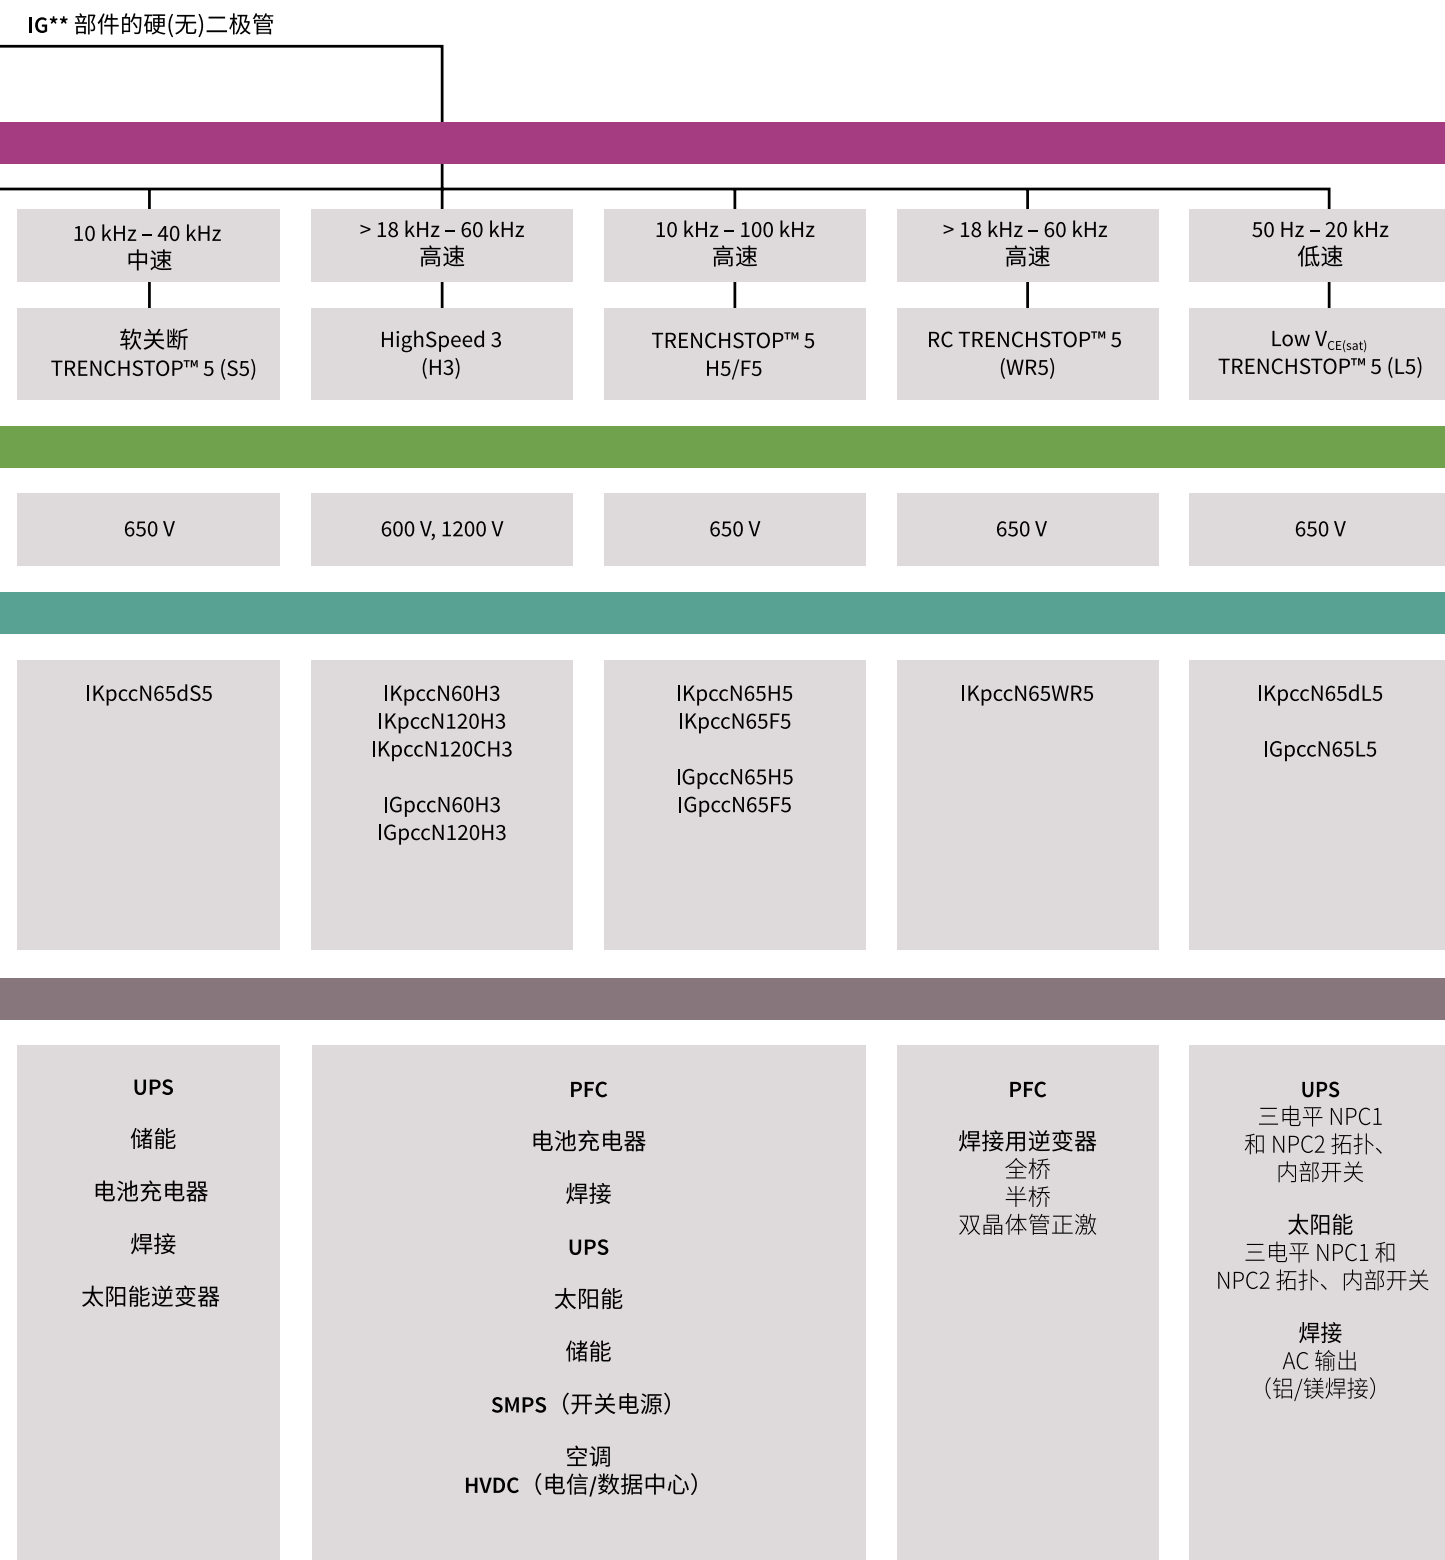 IG** 部件的硬(无)二极管
10 kHz – 40 kHz
中速
> 18 kHz – 60 kHz
高速
10 kHz – 100 kHz
高速
> 18 kHz – 60 kHz
高速
50 Hz – 20 kHz
低速
软关断
TRENCHSTOP™ 5 (S5)
HighSpeed 3
(H3)
TRENCHSTOP™ 5
H5/F5
RC TRENCHSTOP™ 5
(WR5)
Low VCE(sat)
TRENCHSTOP™ 5 (L5)
650 V
600 V, 1200 V
650 V
650 V
650 V
IKpccN65dS5
IKpccN60H3
IKpccN120H3
IKpccN120CH3
IGpccN60H3
IGpccN120H3
IKpccN65H5
IKpccN65F5
IGpccN65H5
IGpccN65F5
IKpccN65WR5
IKpccN65dL5
IGpccN65L5
UPS
储能
电池充电器
焊接
太阳能逆变器
PFC
电池充电器
焊接
UPS
太阳能
储能
SMPS（开关电源）
空调
HVDC（电信/数据中心）
PFC
焊接用逆变器
全桥
半桥
双晶体管正激
UPS
三电平 NPC1
和 NPC2 拓扑、
内部开关
太阳能
三电平 NPC1 和
NPC2 拓扑、内部开关
焊接
AC 输出
（铝/镁焊接）